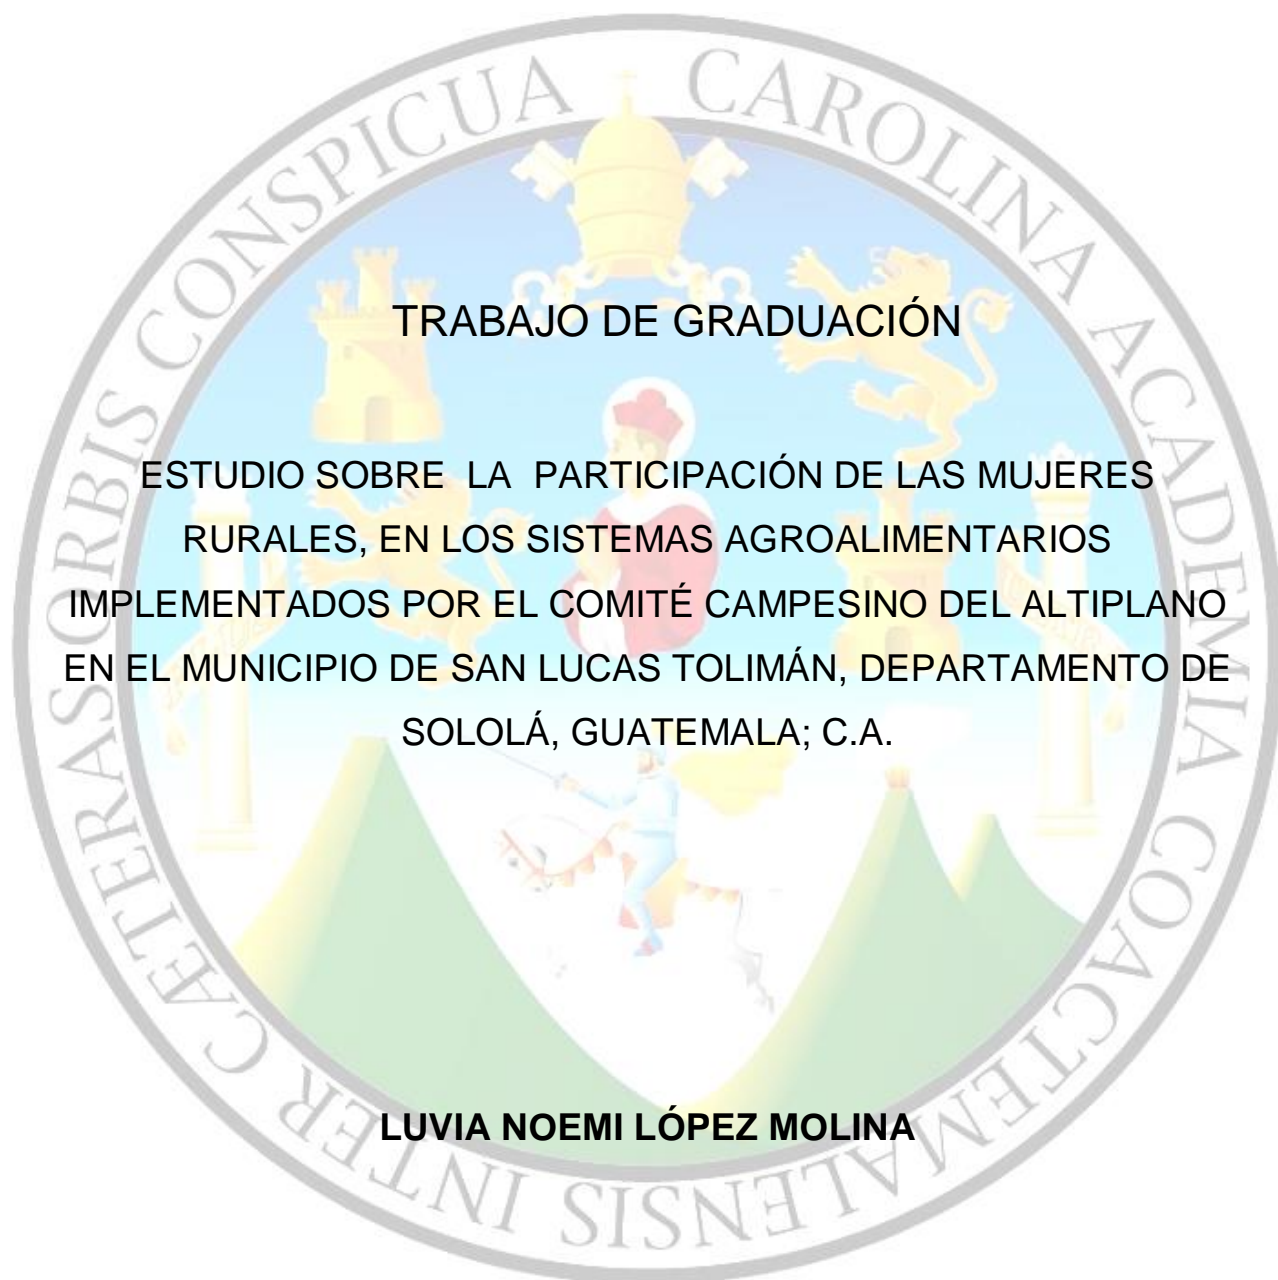 CAROLINA ACADEMIA COACTEMALENSIS INTER CÆTERAS ORBIS CONSPICUA
TRABAJO DE GRADUACIÓN
ESTUDIO SOBRE LA PARTICIPACIÓN DE LAS MUJERES
RURALES, EN LOS SISTEMAS AGROALIMENTARIOS
IMPLEMENTADOS POR EL COMITÉ CAMPESINO DEL ALTIPLANO
EN EL MUNICIPIO DE SAN LUCAS TOLIMÁN, DEPARTAMENTO DE
SOLOLÁ, GUATEMALA; C.A.
LUVIA NOEMI LÓPEZ MOLINA